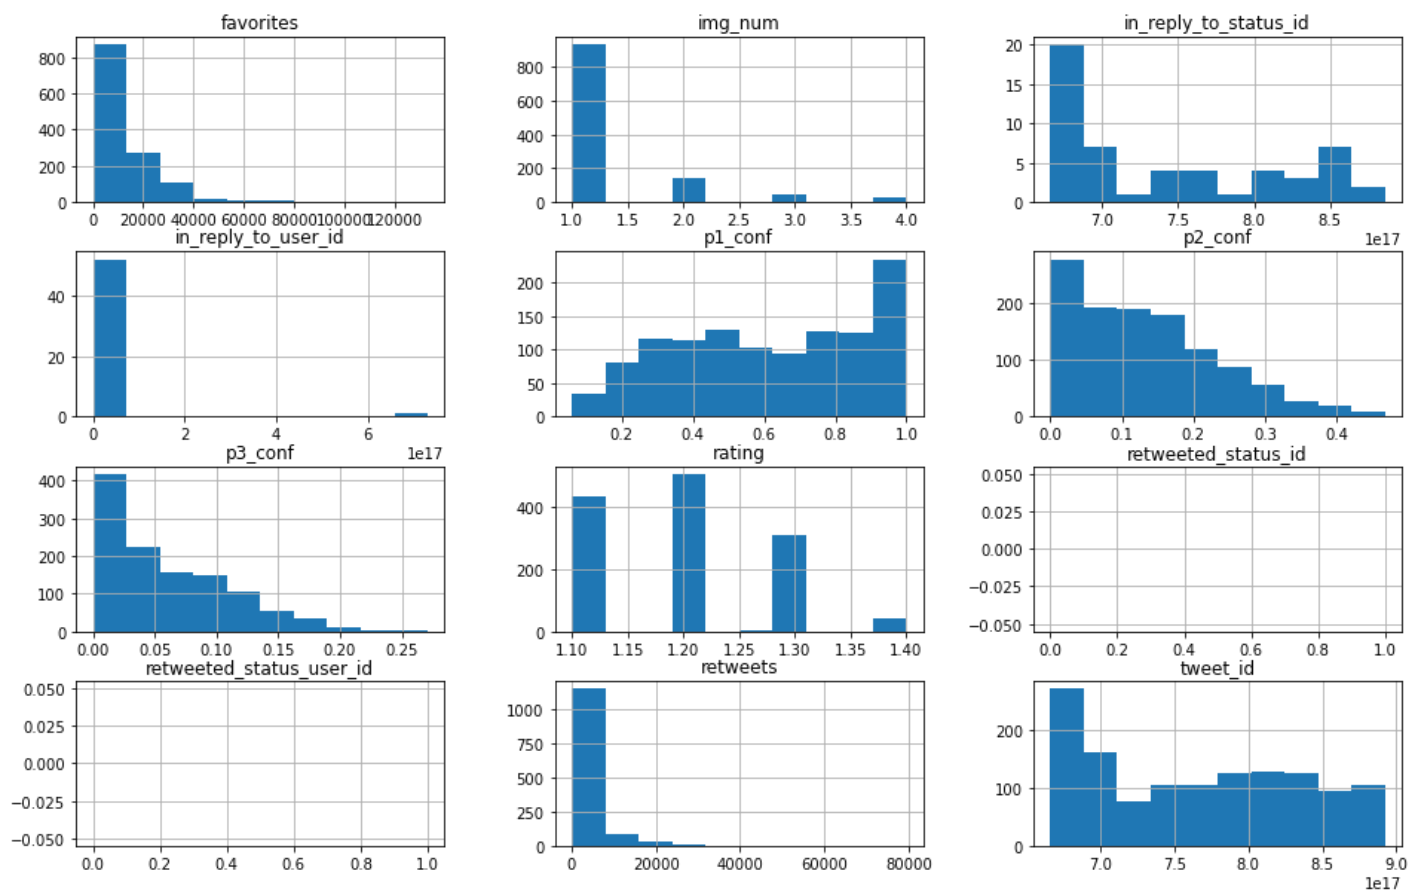 favorites
800
600
400
200
0
0 20000 40000 60000 80000 100000 120000
img_num
800
600
400
200
0
1.0 1.5 2.0 2.5 3.0 3.5 4.0
in_reply_to_status_id
20
15
10
5
0
7.0 7.5 8.0 8.5
1e17
in_reply_to_user_id
40
20
0
0 2 4 6
1e17
p1_conf
200
150
100
50
0
0.2 0.4 0.6 0.8 1.0
p2_conf
200
100
0
0.0 0.1 0.2 0.3 0.4
p3_conf
400
300
200
100
0
0.00 0.05 0.10 0.15 0.20 0.25
rating
400
200
0
1.10 1.15 1.20 1.25 1.30 1.35 1.40
retweeted_status_id
0.050
0.025
0.000
−0.025
−0.050
0.0 0.2 0.4 0.6 0.8 1.0
retweeted_status_user_id
0.050
0.025
0.000
−0.025
−0.050
0.0 0.2 0.4 0.6 0.8 1.0
retweets
1000
750
500
250
0
0 20000 40000 60000 80000
tweet_id
200
100
0
7.0 7.5 8.0 8.5 9.0
1e17